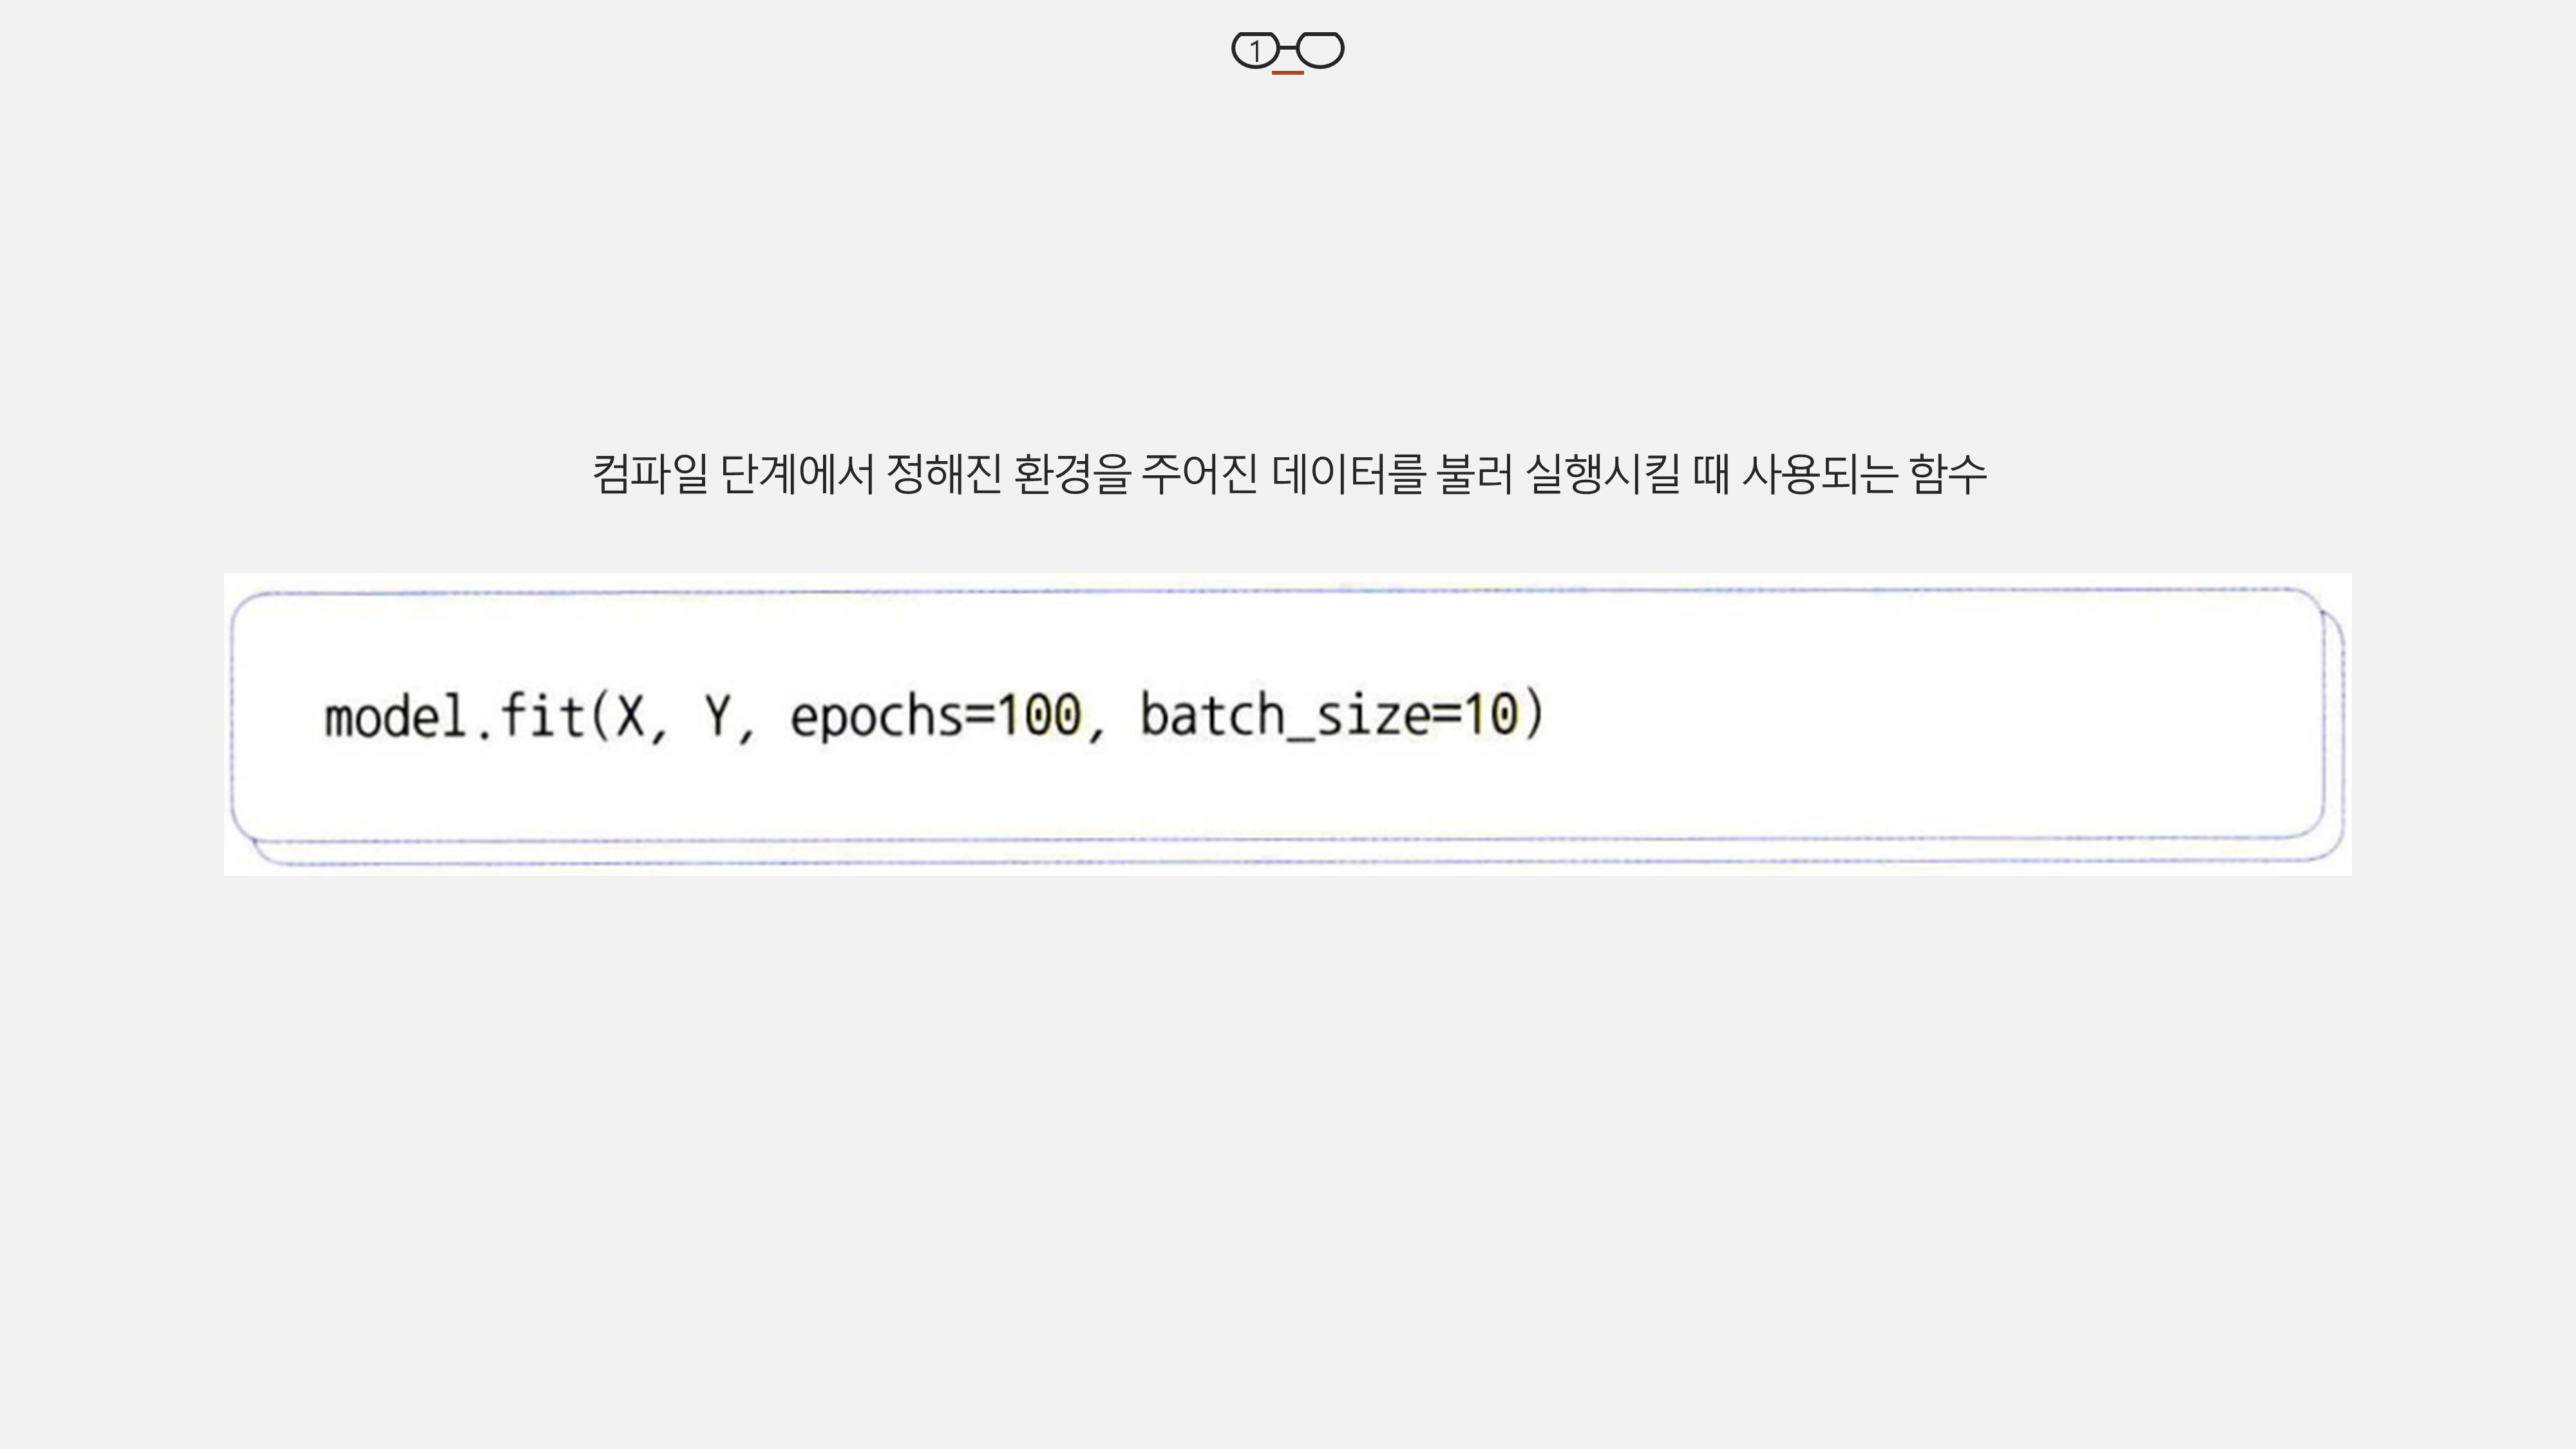 1
컴파일 단계에서 정해진 환경을 주어진 데이터를 불러 실행시킬 때 사용되는 함수
model.fit(X, Y, epochs=100, batch_size=10)